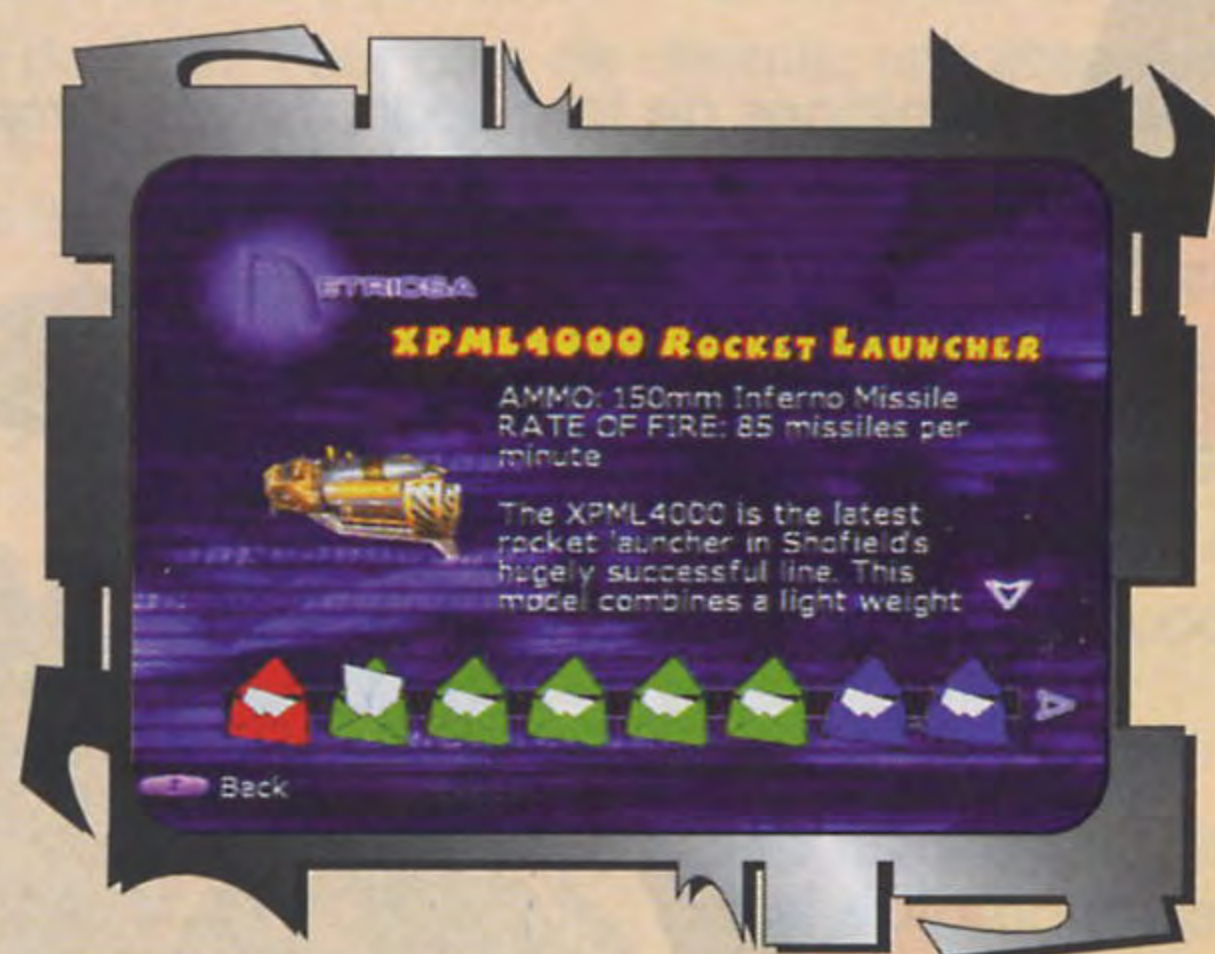 METRIOSA
XPML4000 ROCKET LAUNCHER
AMMO: 150mm Inferno Missile
RATE OF FIRE: 85 missiles per
minute
The XPML4000 is the latest
rocket launcher in Shofield's
hugely successful line. This
model combines a light weight
Back